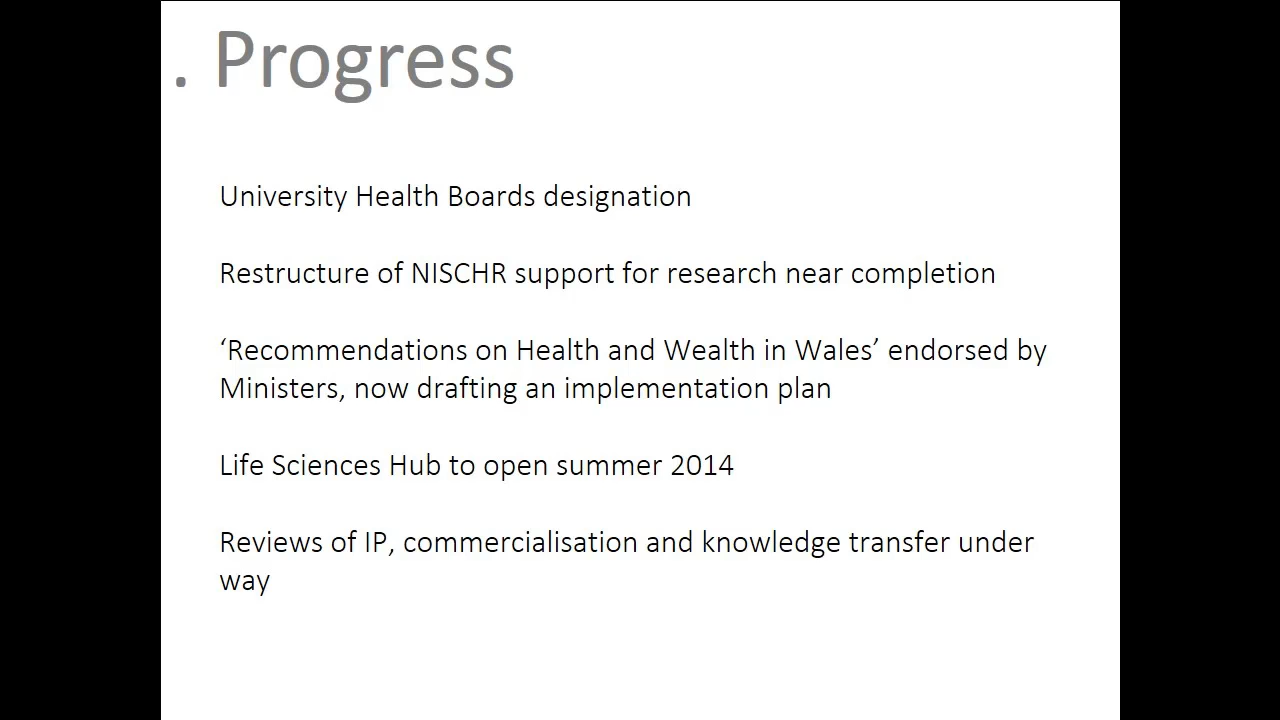 . Progress
University Health Boards designation
Restructure of NISCHR support for research near completion
‘Recommendations on Health and Wealth in Wales’ endorsed by
Ministers, now drafting an implementation plan
Life Sciences Hub to open summer 2014
Reviews of IP, commercialisation and knowledge transfer under
way